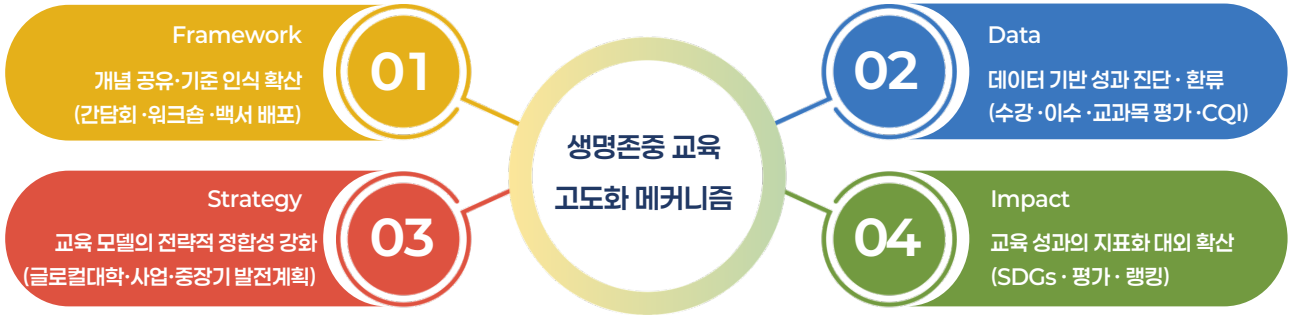 Framework
01
개념 공유·기준 인식 확산
(간담회 ·워크숍 ·백서 배포)
Data
02
데이터 기반 성과 진단 · 환류
(수강 ·이수 ·교과목 평가 ·CQI)
생명존중 교육
고도화 메커니즘
Strategy
03
교육 모델의 전략적 정합성 강화
(글로컬대학·사업·중장기 발전계획)
Impact
04
교육 성과의 지표화 대외 확산
(SDGs · 평가 · 랭킹)